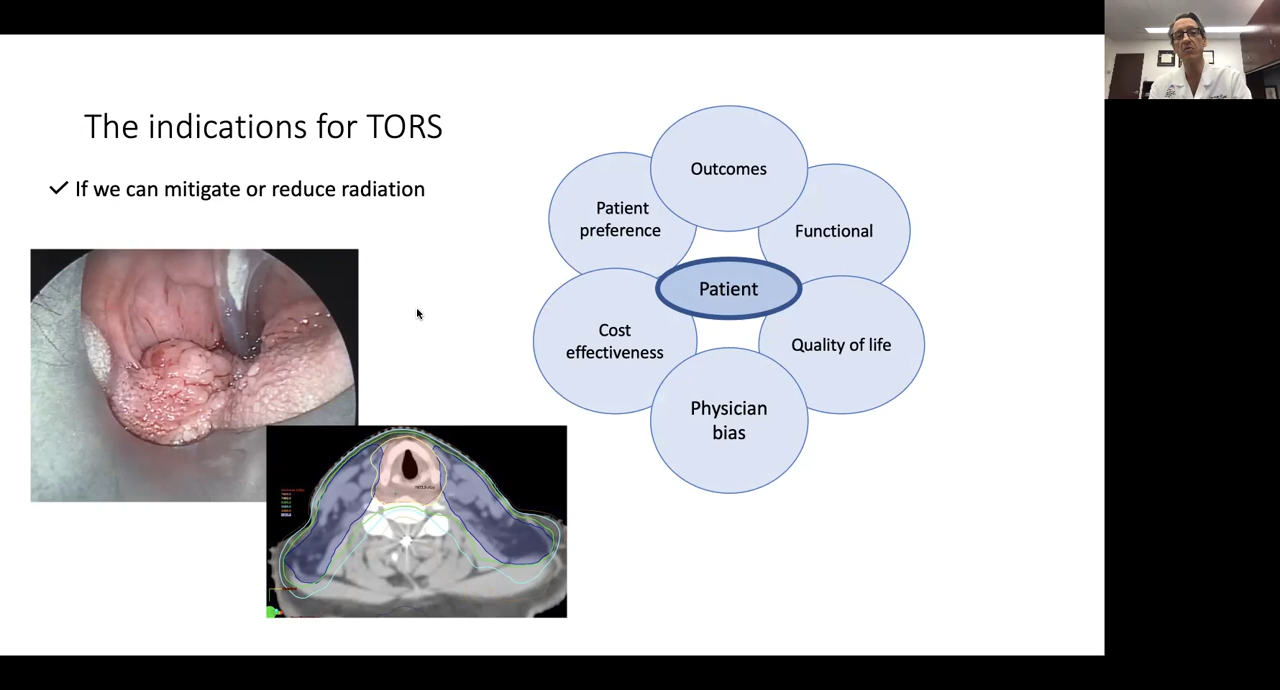 The indications for TORS
✓ If we can mitigate or reduce radiation
Outcomes
Patient
preference
Functional
Patient
Cost
effectiveness
Quality of life
Physician
bias